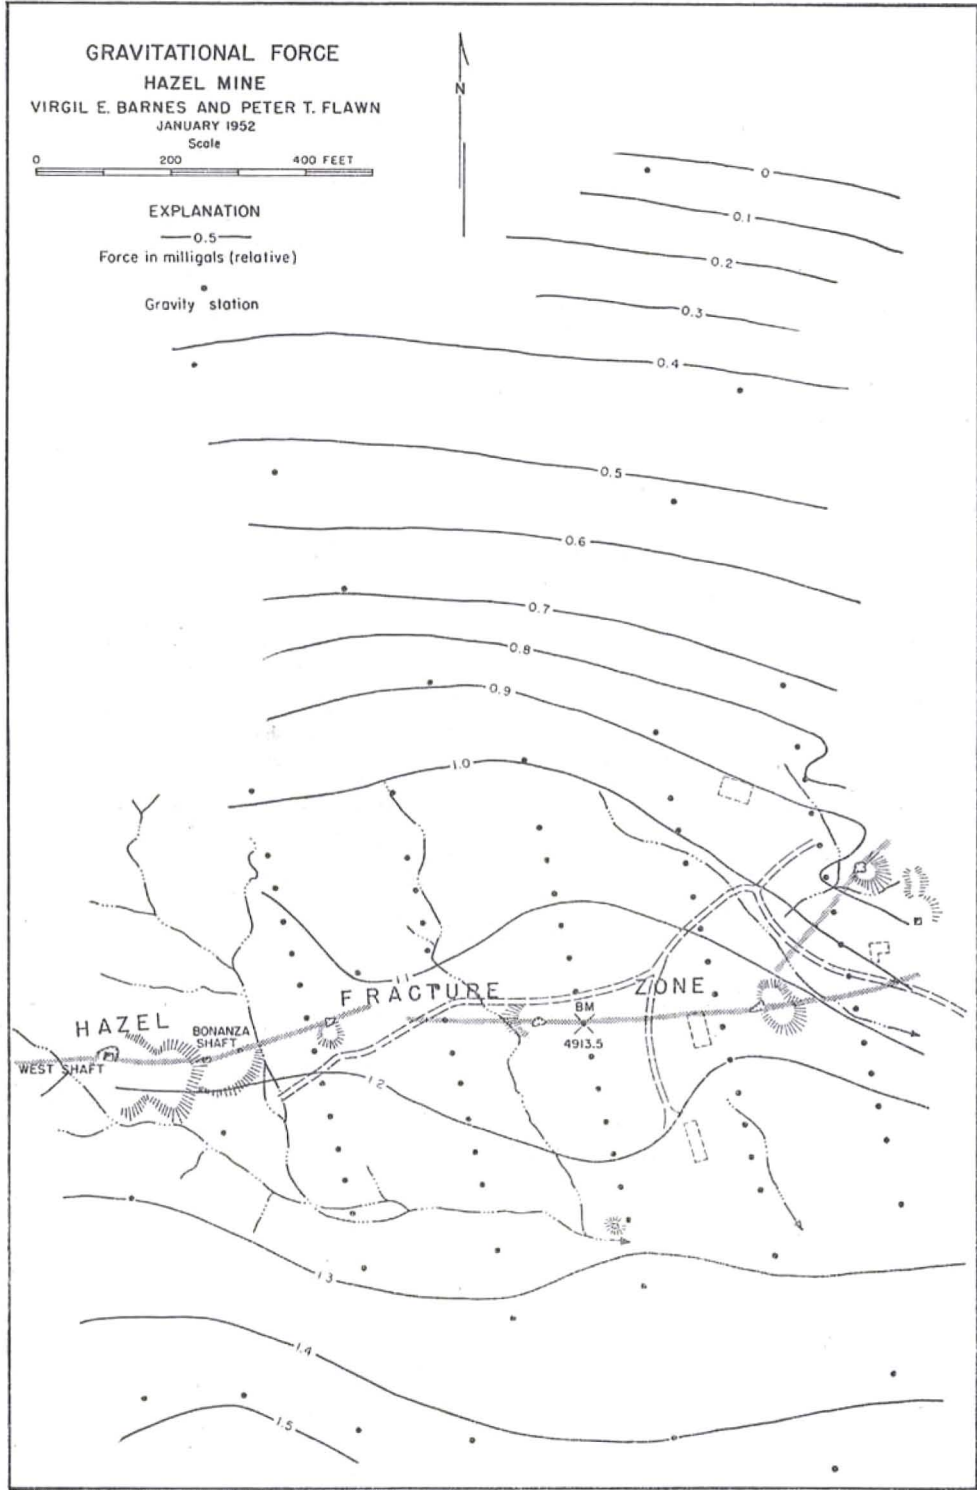 GRAVITATIONAL FORCE
HAZEL MINE
VIRGIL E. BARNES AND PETER T. FLAWN
JANUARY 1952
Scale
0 200 400 FEET
EXPLANATION
0.5
Force in milligals (relative)
Gravity station
N
0
0.1
0.2
0.3
0.4
0.5
0.6
0.7
0.8
0.9
1.0
1.1
FRACTURE ZONE
HAZEL
BONANZA
SHAFT
BM
4913.5
WEST SHAFT
1.2
1.3
1.4
1.5